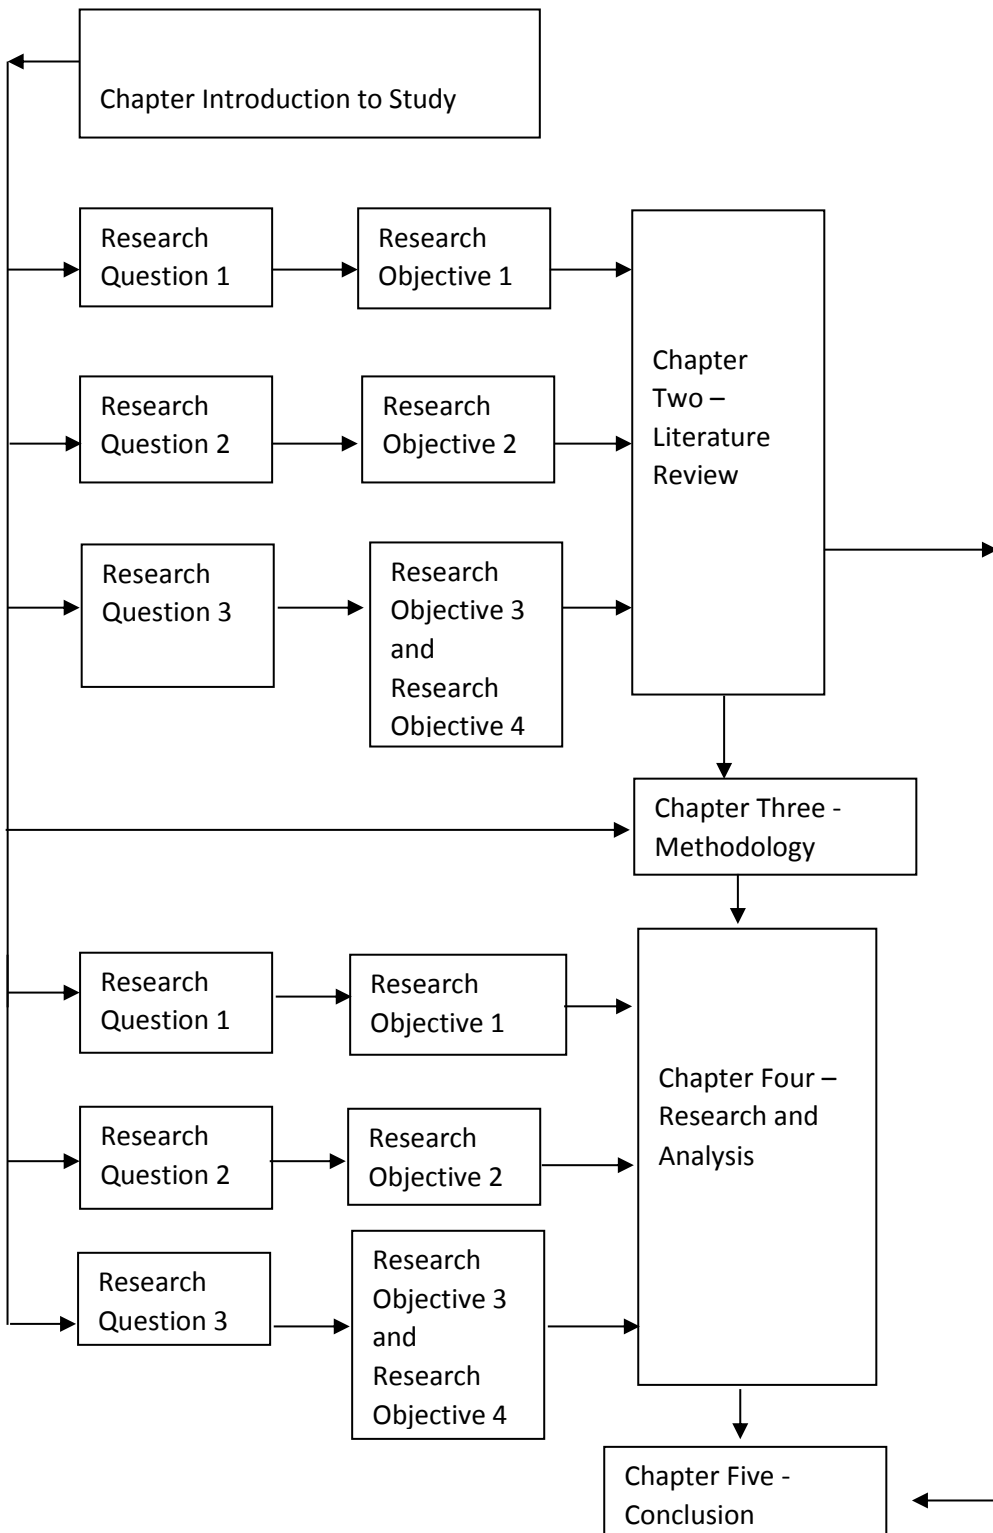 Chapter Introduction to Study
Research
Question 1
Research
Objective 1
Research
Question 2
Research
Objective 2
Research
Question 3
Research
Objective 3
and
Research
Objective 4
Chapter
Two –
Literature
Review
Chapter Three -
Methodology
Research
Question 1
Research
Objective 1
Research
Question 2
Research
Objective 2
Research
Question 3
Research
Objective 3
and
Research
Objective 4
Chapter Four –
Research and
Analysis
Chapter Five -
Conclusion